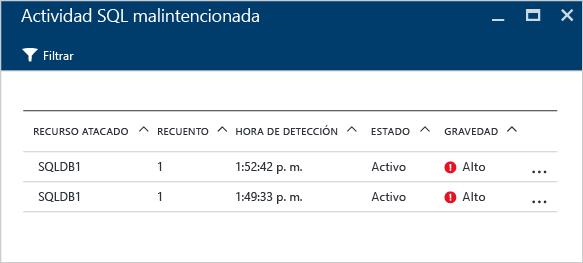 Actividad SQL malintencionada
Filtrar
RECURSO ATACADO RECUENTO HORA DE DETECCIÓN ESTADO GRAVEDAD
SQLDB1 1 1:52:42 p. m. Activo Alto ...
SQLDB1 1 1:49:33 p. m. Activo Alto ...